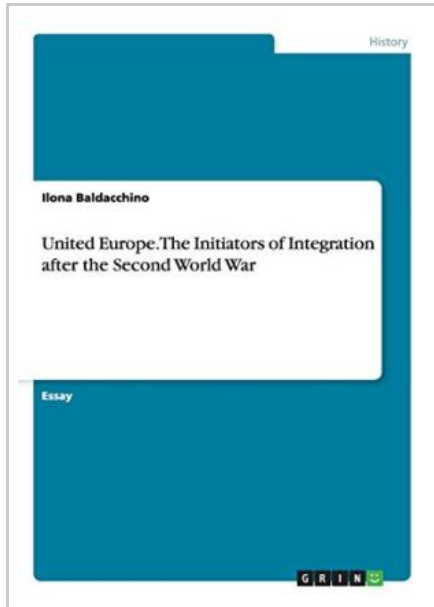 History
Ilona Baldacchino
United Europe.The Initiators of Integration
after the Second World War
Essay
GRIN